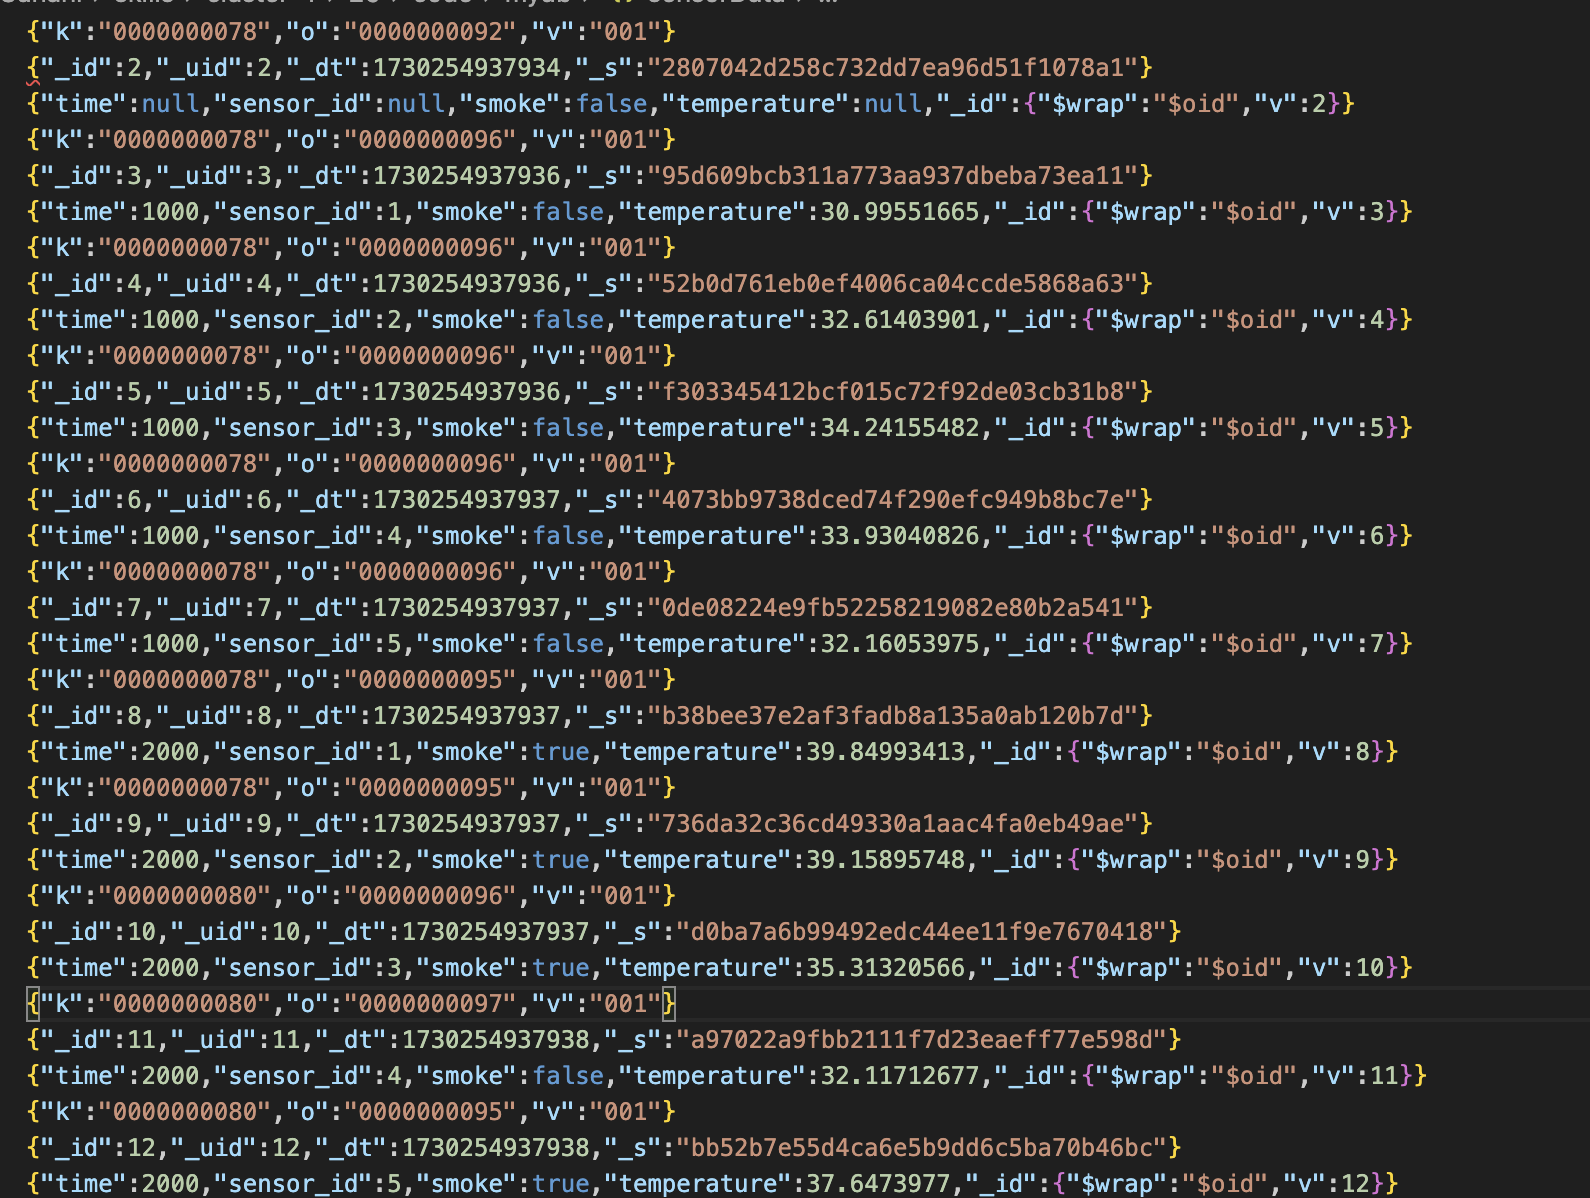 {"k":"0000000078","o":"0000000092","v":"001"}
{"_id":2,"_uid":2,"_dt":1730254937934,"_s":"2807042d258c732dd7ea96d51f1078a1"}
{"time":null,"sensor_id":null,"smoke":false,"temperature":null,"_id":{"$wrap":"$oid","v":2}}
{"k":"0000000078","o":"0000000096","v":"001"}
{"_id":3,"_uid":3,"_dt":1730254937936,"_s":"95d609bcb311a773aa937dbeba73ea11"}
{"time":1000,"sensor_id":1,"smoke":false,"temperature":30.99551665,"_id":{"$wrap":"$oid","v":3}}
{"k":"0000000078","o":"0000000096","v":"001"}
{"_id":4,"_uid":4,"_dt":1730254937936,"_s":"52b0d761eb0ef4006ca04ccde5868a63"}
{"time":1000,"sensor_id":2,"smoke":false,"temperature":32.61403901,"_id":{"$wrap":"$oid","v":4}}
{"k":"0000000078","o":"0000000096","v":"001"}
{"_id":5,"_uid":5,"_dt":1730254937936,"_s":"f303345412bcf015c72f92de03cb31b8"}
{"time":1000,"sensor_id":3,"smoke":false,"temperature":34.24155482,"_id":{"$wrap":"$oid","v":5}}
{"k":"0000000078","o":"0000000096","v":"001"}
{"_id":6,"_uid":6,"_dt":1730254937937,"_s":"4073bb9738dced74f290efc949b8bc7e"}
{"time":1000,"sensor_id":4,"smoke":false,"temperature":33.93040826,"_id":{"$wrap":"$oid","v":6}}
{"k":"0000000078","o":"0000000096","v":"001"}
{"_id":7,"_uid":7,"_dt":1730254937937,"_s":"0de08224e9fb52258219082e80b2a541"}
{"time":1000,"sensor_id":5,"smoke":false,"temperature":32.16053975,"_id":{"$wrap":"$oid","v":7}}
{"k":"0000000078","o":"0000000095","v":"001"}
{"_id":8,"_uid":8,"_dt":1730254937937,"_s":"b38bee37e2af3fadb8a135a0ab120b7d"}
{"time":2000,"sensor_id":1,"smoke":true,"temperature":39.84993413,"_id":{"$wrap":"$oid","v":8}}
{"k":"0000000078","o":"0000000095","v":"001"}
{"_id":9,"_uid":9,"_dt":1730254937937,"_s":"736da32c36cd49330a1aac4fa0eb49ae"}
{"time":2000,"sensor_id":2,"smoke":true,"temperature":39.15895748,"_id":{"$wrap":"$oid","v":9}}
{"k":"0000000080","o":"0000000096","v":"001"}
{"_id":10,"_uid":10,"_dt":1730254937937,"_s":"d0ba7a6b99492edc44ee11f9e7670418"}
{"time":2000,"sensor_id":3,"smoke":true,"temperature":35.31320566,"_id":{"$wrap":"$oid","v":10}}
{"k":"0000000080","o":"0000000097","v":"001"}
{"_id":11,"_uid":11,"_dt":1730254937938,"_s":"a97022a9fbb2111f7d23eaeff77e598d"}
{"time":2000,"sensor_id":4,"smoke":false,"temperature":32.11712677,"_id":{"$wrap":"$oid","v":11}}
{"k":"0000000080","o":"0000000095","v":"001"}
{"_id":12,"_uid":12,"_dt":1730254937938,"_s":"bb52b7e55d4ca6e5b9dd6c5ba70b46bc"}
{"time":2000,"sensor_id":5,"smoke":true,"temperature":37.6473977,"_id":{"$wrap":"$oid","v":12}}